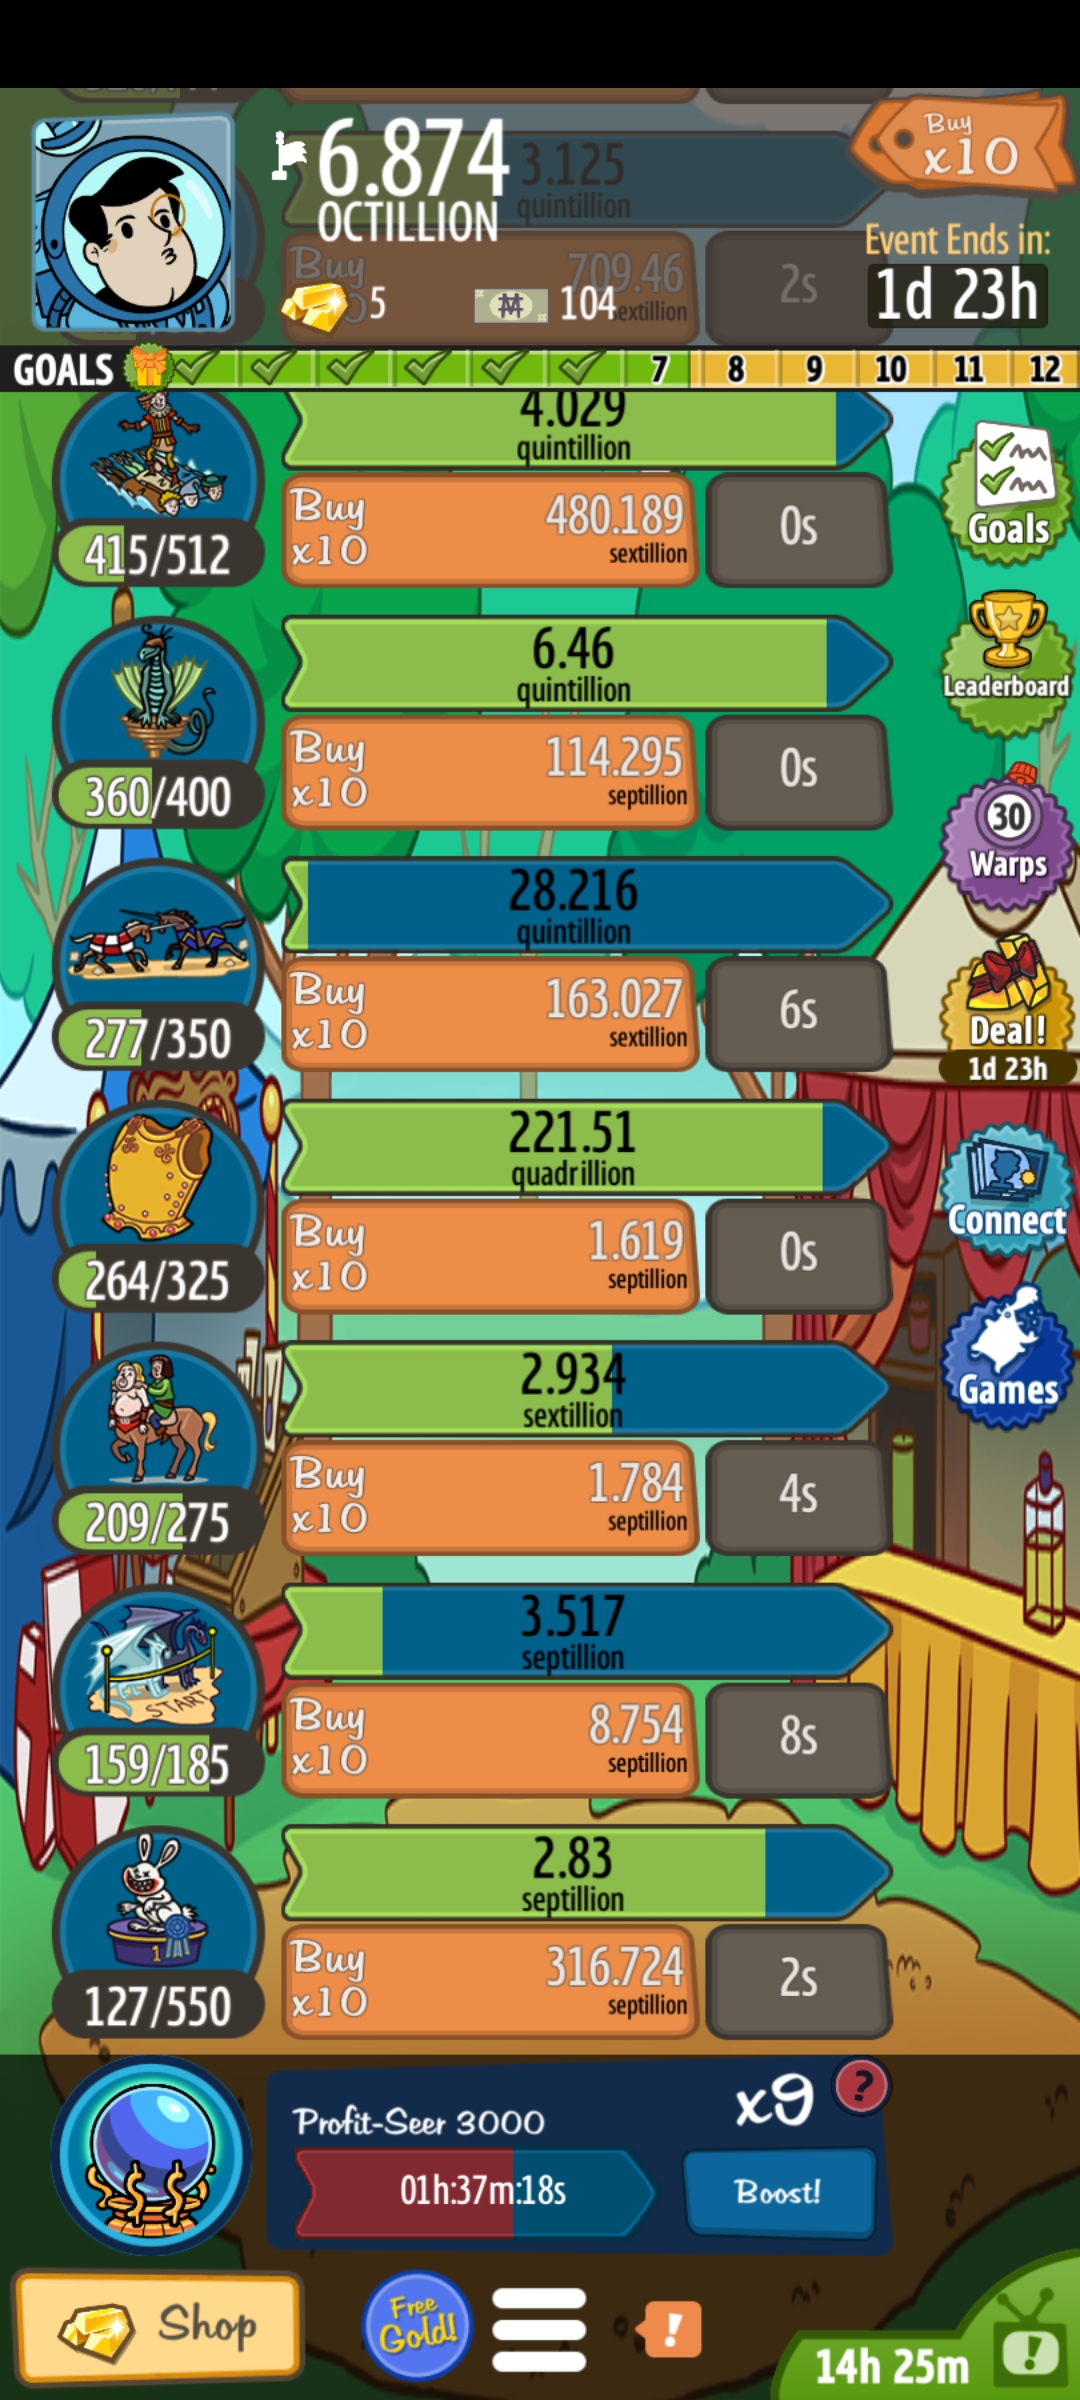 6.874
OCTILLION
3.125
quintillion
Buy
x10
Buy
709.46
sextillion
2s
5
104
Event Ends in:
1d 23h
GOALS
7 8 9 10 11 12
4.029
quintillion
415/512
Buy
x10
480.189
sextillion
0s
Goals
6.46
quintillion
360/400
Buy
x10
114.295
septillion
0s
Leaderboard
30
Warps
28.216
quintillion
277/350
Buy
x10
163.027
sextillion
6s
Deal!
1d 23h
221.51
quadrillion
264/325
Buy
x10
1.619
septillion
0s
Connect
2.934
sextillion
209/275
Buy
x10
1.784
septillion
4s
Games
3.517
septillion
START
159/185
Buy
x10
8.754
septillion
8s
2.83
septillion
1
127/550
Buy
x10
316.724
septillion
2s
Profit-Seer 3000
x9
?
01h:37m:18s
Boost!
Shop
Free
Gold!
!
14h 25m
!